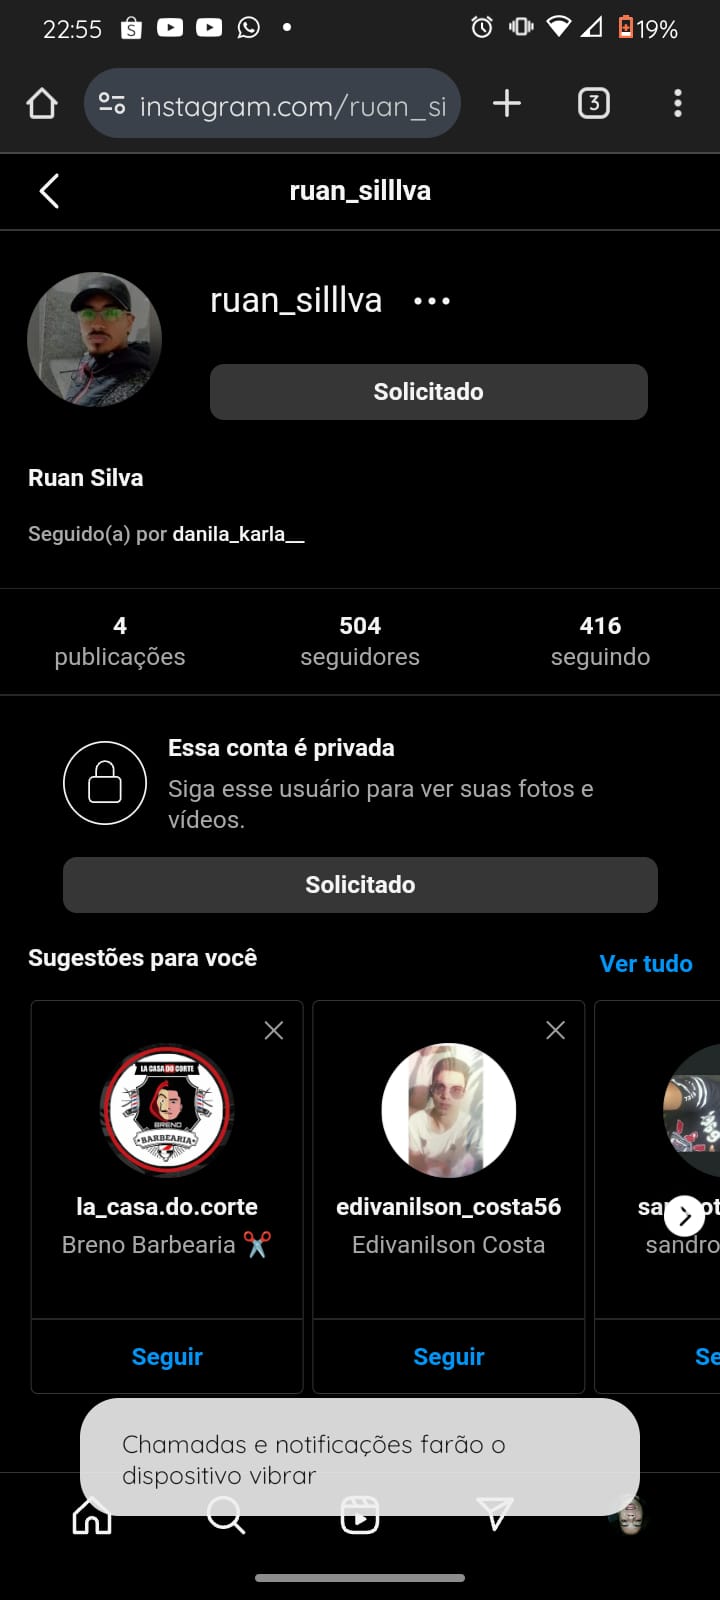 22:55
19%
instagram.com/ruan_si
3
ruan_silllva
ruan_silllva
Solicitado
Ruan Silva
Seguido(a) por danila_karla__
4
publicações
504
seguidores
416
seguindo
Essa conta é privada
Siga esse usuário para ver suas fotos e
vídeos.
Solicitado
Sugestões para você
Ver tudo
LA CASA DO CORTE
BRENO
BARBEARIA
la_casa.do.corte
Breno Barbearia
Seguir
edivanilson_costa56
Edivanilson Costa
Seguir
sandro
Se
Chamadas e notificações farão o
dispositivo vibrar